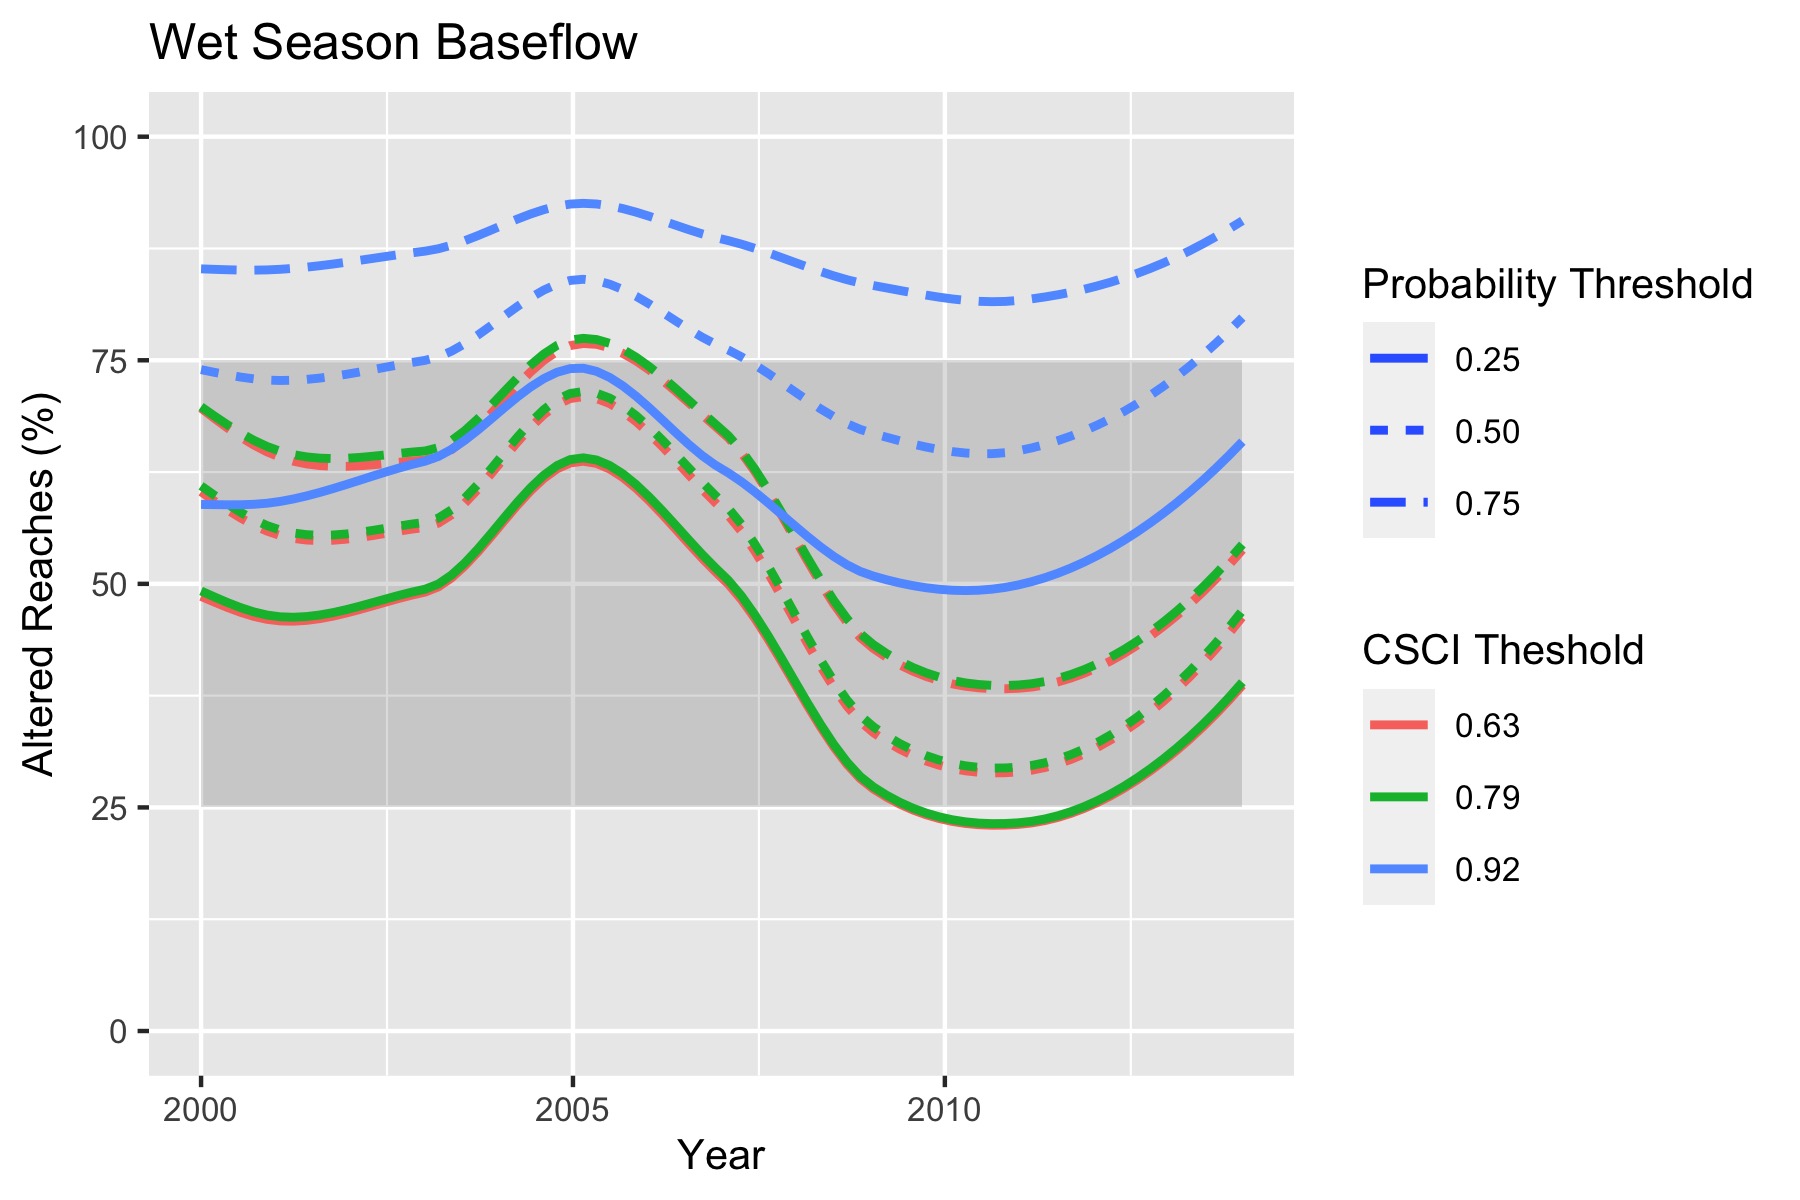 Wet Season Baseflow
100
75
50
25
0
Altered Reaches (%)
2000
2005
2010
Year
Probability Threshold
0.25
0.50
0.75
CSCI Theshold
0.63
0.79
0.92